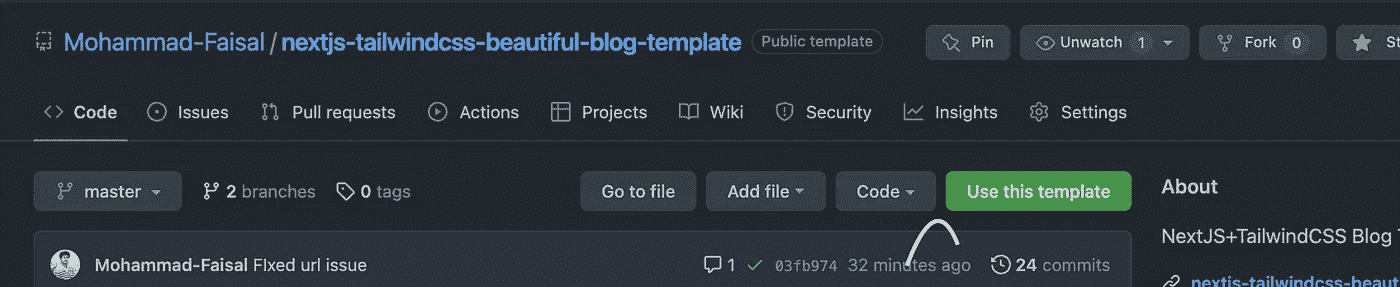 Mohammad-Faisal / nextjs-tailwindcss-beautiful-blog-template Public template Pin Unwatch 1 Fork 0
Code Issues Pull requests Actions Projects Wiki Security Insights Settings
master 2 branches 0 tags Go to file Add file Code Use this template About
NextJS+TailwindCSS Blog
Mohammad-Faisal FIxed url issue 1 03fb974 32 minutes ago 24 commits
nextjs-tailwindcss-beaut